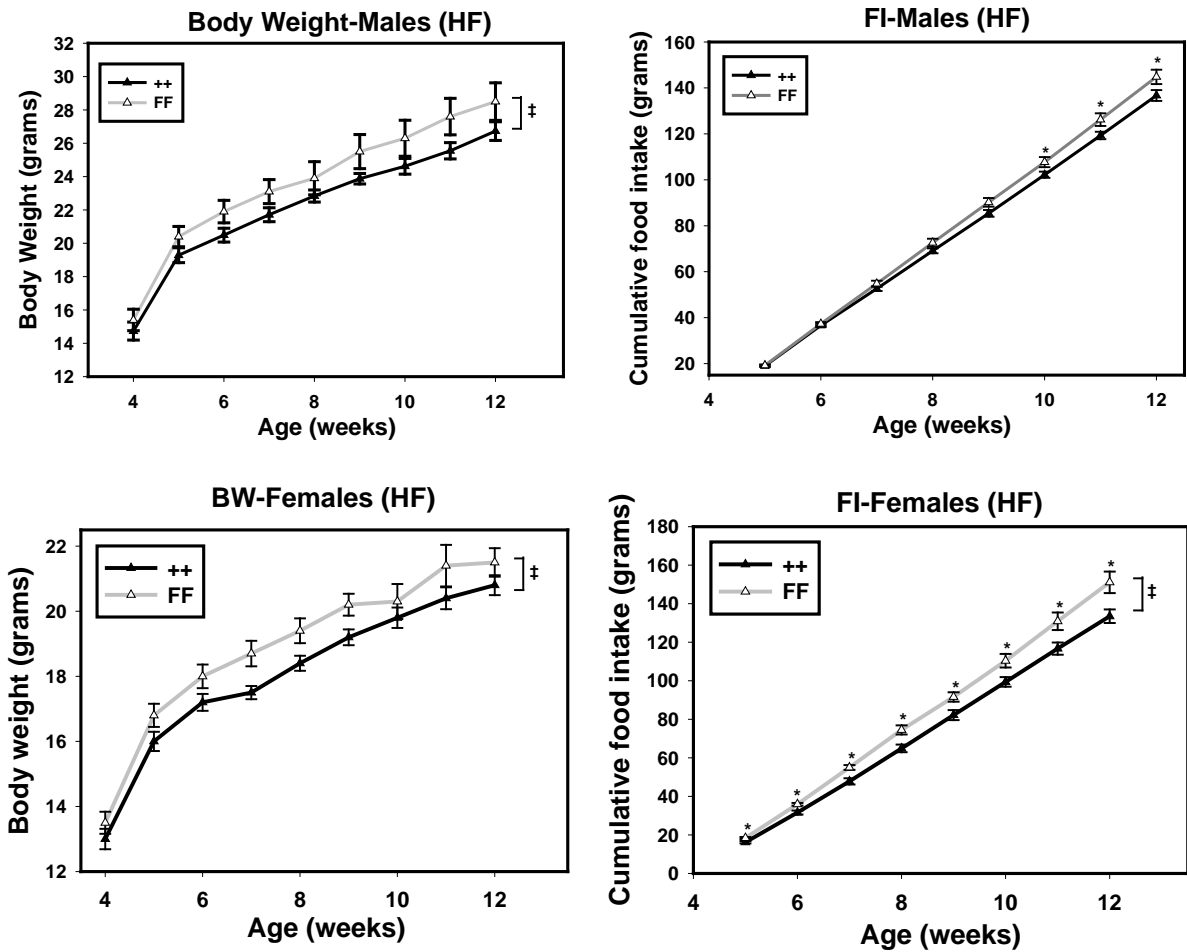 Body Weight-Males (HF)
Body Weight (grams)
32
30
28
26
24
22
20
18
16
14
12
++
FF
‡
4 6 8 10 12
Age (weeks)
FI-Males (HF)
Cumulative food intake (grams)
160
140
120
100
80
60
40
20
++
FF
* * *
4 6 8 10 12
Age (weeks)
BW-Females (HF)
Body weight (grams)
22
20
18
16
14
12
++
FF
‡
4 6 8 10 12
Age (weeks)
FI-Females (HF)
Cumulative food intake (grams)
180
160
140
120
100
80
60
40
20
0
++
FF
* * * * * * * *
‡
4 6 8 10 12
Age (weeks)